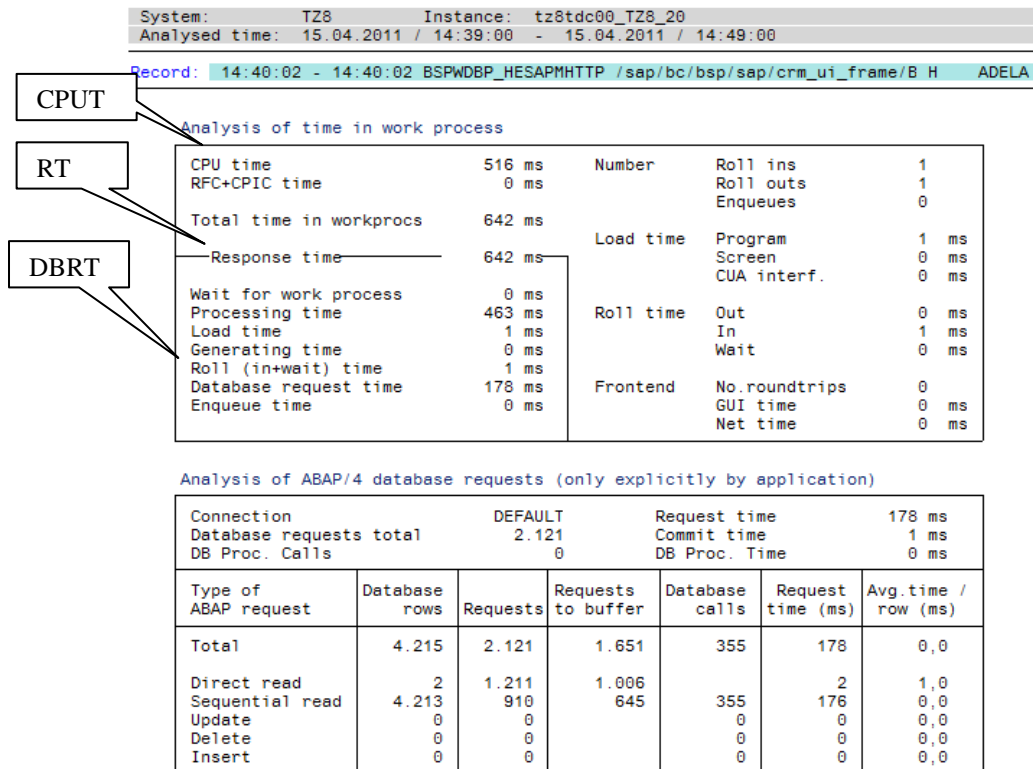 System: TZ8 Instance: tz8tdc00_TZ8_20
Analysed time: 15.04.2011 / 14:39:00 - 15.04.2011 / 14:49:00
Record: 14:40:02 - 14:40:02 BSPWDBP_HESAPMHTTP /sap/bc/bsp/sap/crm_ui_frame/B H ADELA
CPUT
Analysis of time in work process
RT
DBRT
CPU time 516 ms Number Roll ins 1
RFC+CPIC time 0 ms Roll outs 1
Enqueues 0
Total time in workprocs 642 ms
Load time Program 1 ms
Response time 642 ms Screen 0 ms
CUA interf. 0 ms
Wait for work process 0 ms
Processing time 463 ms Roll time Out 0 ms
Load time 1 ms In 1 ms
Generating time 0 ms Wait 0 ms
Roll (in+wait) time 1 ms
Database request time 178 ms Frontend No.roundtrips 0
Enqueue time 0 ms GUI time 0 ms
Net time 0 ms
Analysis of ABAP/4 database requests (only explicitly by application)
Connection DEFAULT Request time 178 ms
Database requests total 2.121 Commit time 1 ms
DB Proc. Calls 0 DB Proc. Time 0 ms
Type of Database Requests Database Request Avg.time /
ABAP request rows Requests to buffer calls time (ms) row (ms)
Total 4.215 2.121 1.651 355 178 0,0
Direct read 2 1.211 1.006 2 1,0
Sequential read 4.213 910 645 355 176 0,0
Update 0 0 0 0 0,0
Delete 0 0 0 0 0,0
Insert 0 0 0 0 0,0